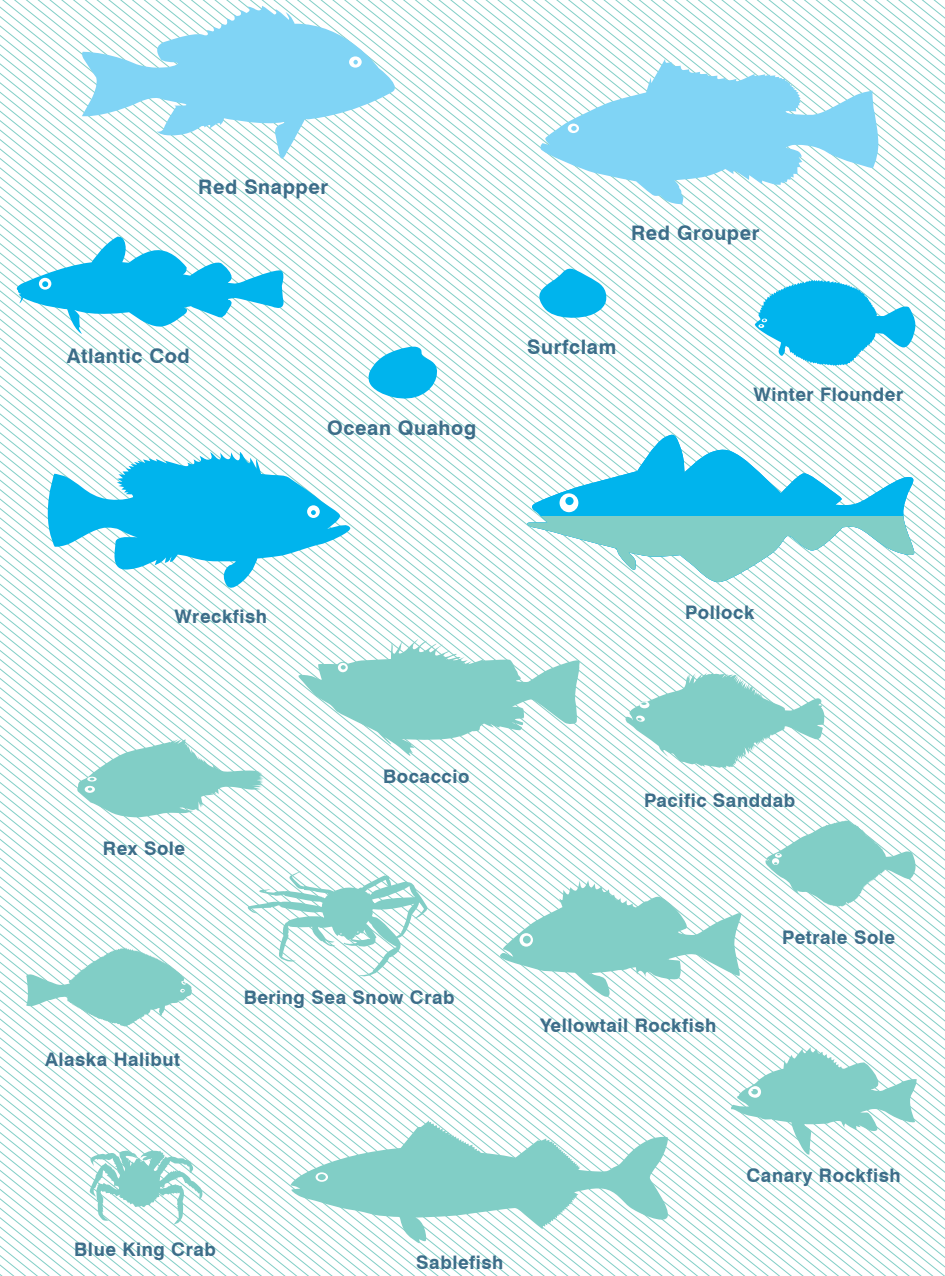 Red Snapper
Red Grouper
Atlantic Cod
Surfclam
Winter Flounder
Ocean Quahog
Wreckfish
Pollock
Bocaccio
Pacific Sanddab
Rex Sole
Petrale Sole
Bering Sea Snow Crab
Yellowtail Rockfish
Alaska Halibut
Canary Rockfish
Blue King Crab
Sablefish